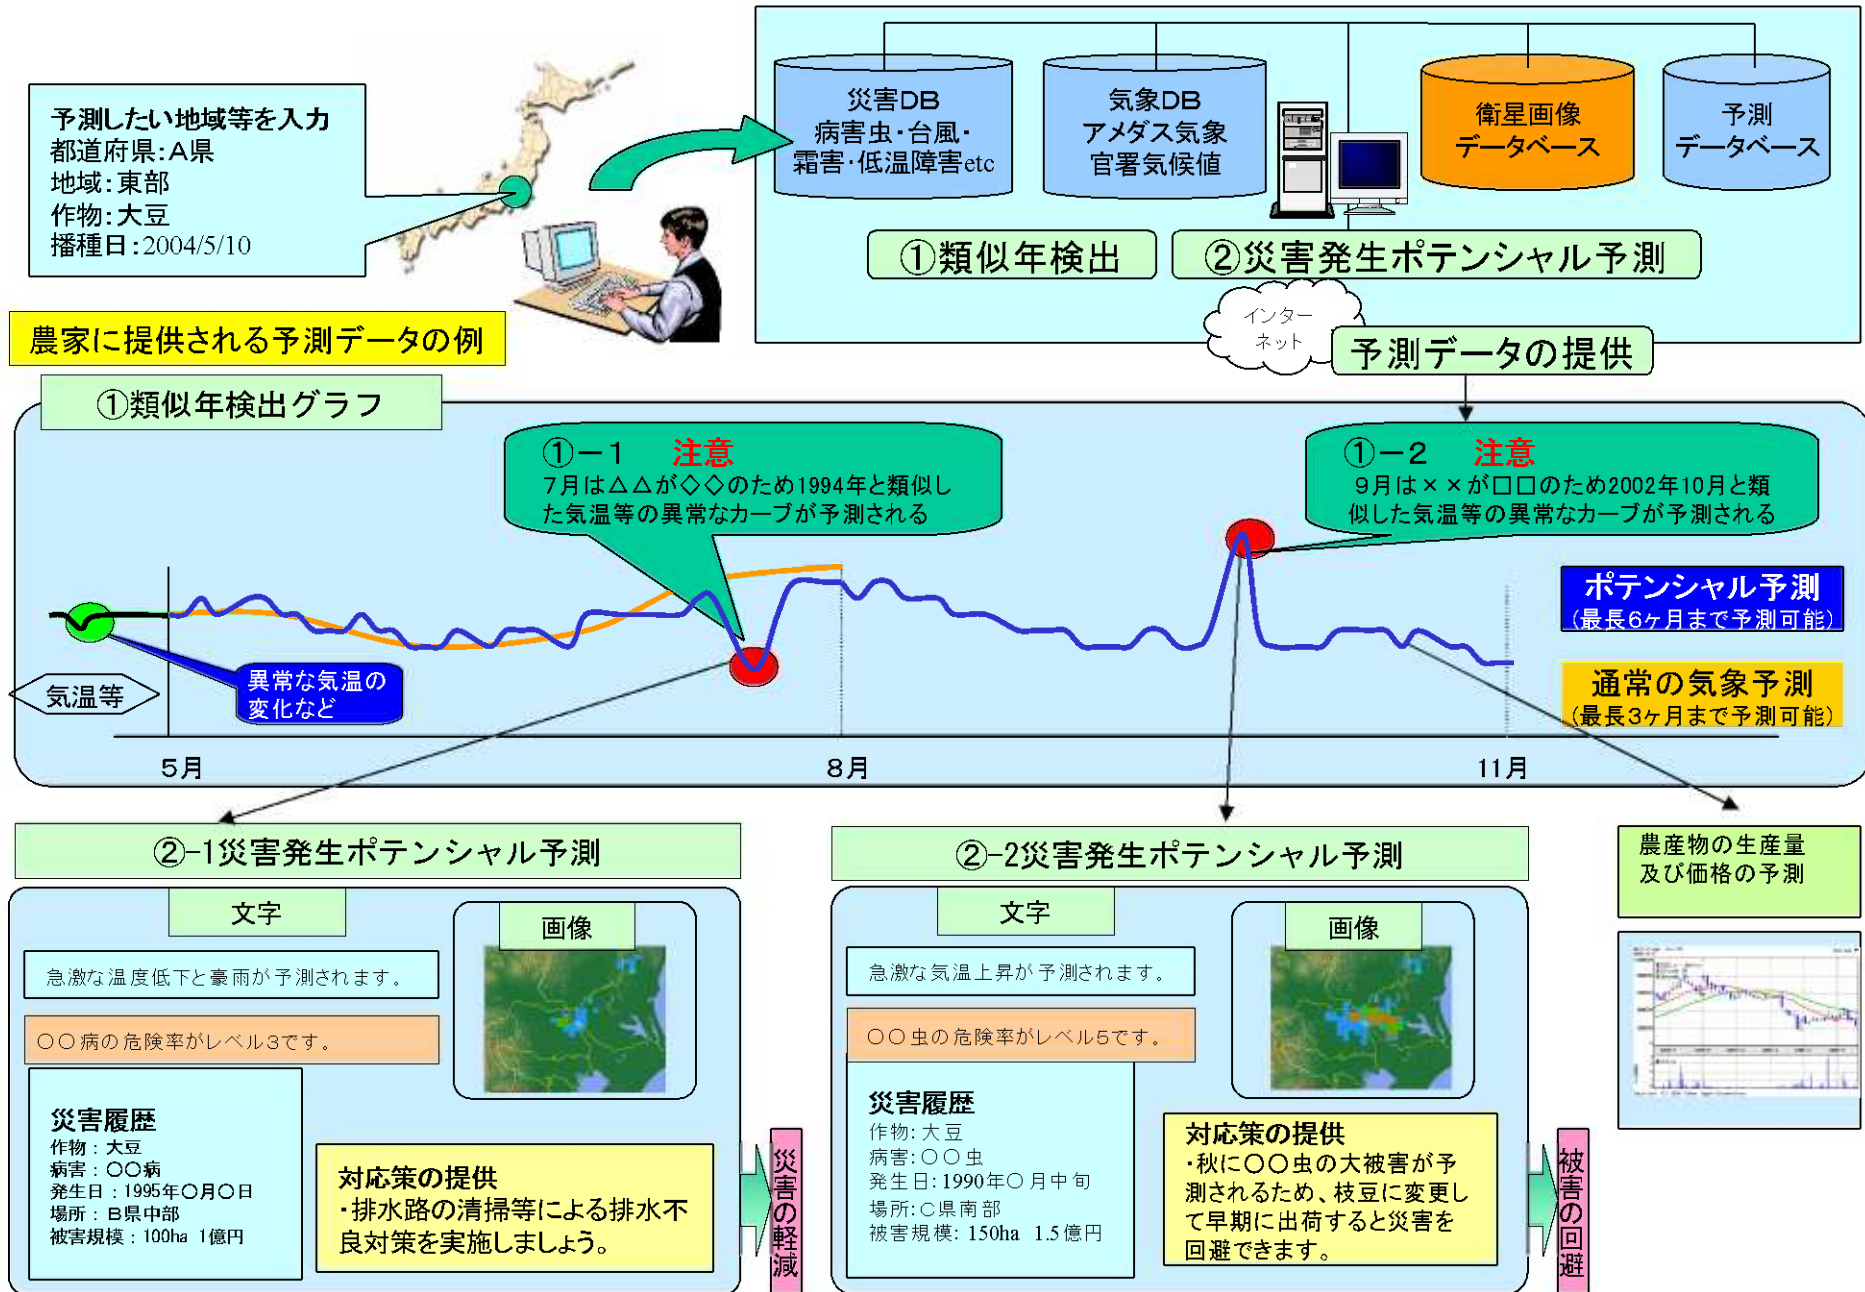 予測したい地域等を入力
都道府県:A県
地域:東部
作物:大豆
播種日:2004/5/10
災害DB
病害虫・台風・
霜害・低温障害etc
気象DB
アメダス気象
官署気候値
衛星画像
データベース
予測
データベース
①類似年検出
②災害発生ポテンシャル予測
インター
ネット
予測データの提供
農家に提供される予測データの例
①類似年検出グラフ
①－1 注意
7月は△△が◇◇のため1994年と類似し
た気温等の異常なカーブが予測される
①－2 注意
9月は××が□□のため2002年10月と類
似した気温等の異常なカーブが予測される
ポテンシャル予測
(最長6ヶ月まで予測可能)
通常の気象予測
(最長3ヶ月まで予測可能)
気温等
異常な気温の
変化など
5月
8月
11月
②-1災害発生ポテンシャル予測
文字
画像
急激な温度低下と豪雨が予測されます。
○○病の危険率がレベル3です。
災害履歴
作物：大豆
病害：○○病
発生日：1995年○月○日
場所：B県中部
被害規模：100ha 1億円
対応策の提供
・排水路の清掃等による排水不
良対策を実施しましょう。
災害の軽減
②-2災害発生ポテンシャル予測
文字
画像
急激な気温上昇が予測されます。
○○虫の危険率がレベル5です。
災害履歴
作物:大豆
病害:○○虫
発生日:1990年○月中旬
場所:C県南部
被害規模: 150ha 1.5億円
対応策の提供
・秋に○○虫の大被害が予
測されるため、枝豆に変更し
て早期に出荷すると災害を
回避できます。
被害の回避
農産物の生産量
及び価格の予測